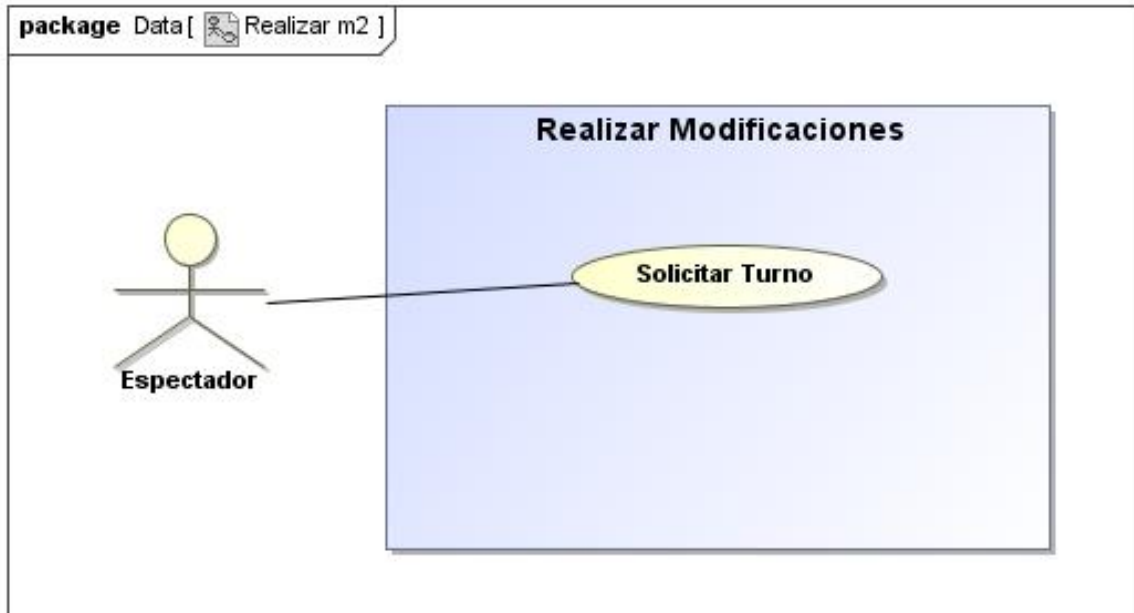 package Data [ Realizar m2 ]
Realizar Modificaciones
Solicitar Turno
Espectador